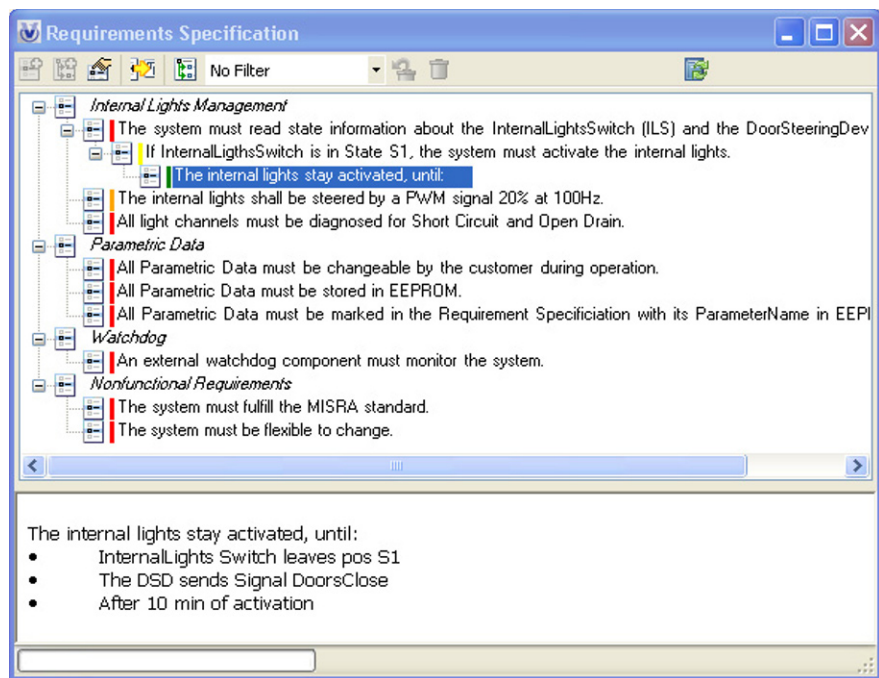 Requirements Specification
No Filter
Internal Lights Management
The system must read state information about the InternalLightsSwitch (ILS) and the DoorSteeringDev
If InternalLigthsSwitch is in State S1, the system must activate the internal lights.
The internal lights stay activated, until:
The internal lights shall be steered by a PWM signal 20% at 100Hz.
All light channels must be diagnosed for Short Circuit and Open Drain.
Parametric Data
All Parametric Data must be changeable by the customer during operation.
All Parametric Data must be stored in EEPROM.
All Parametric Data must be marked in the Requirement Specificiation with its ParameterName in EEPI
Watchdog
An external watchdog component must monitor the system.
Nonfunctional Requirements
The system must fulfill the MISRA standard.
The system must be flexible to change.
The internal lights stay activated, until:
• InternalLights Switch leaves pos S1
• The DSD sends Signal DoorsClose
• After 10 min of activation